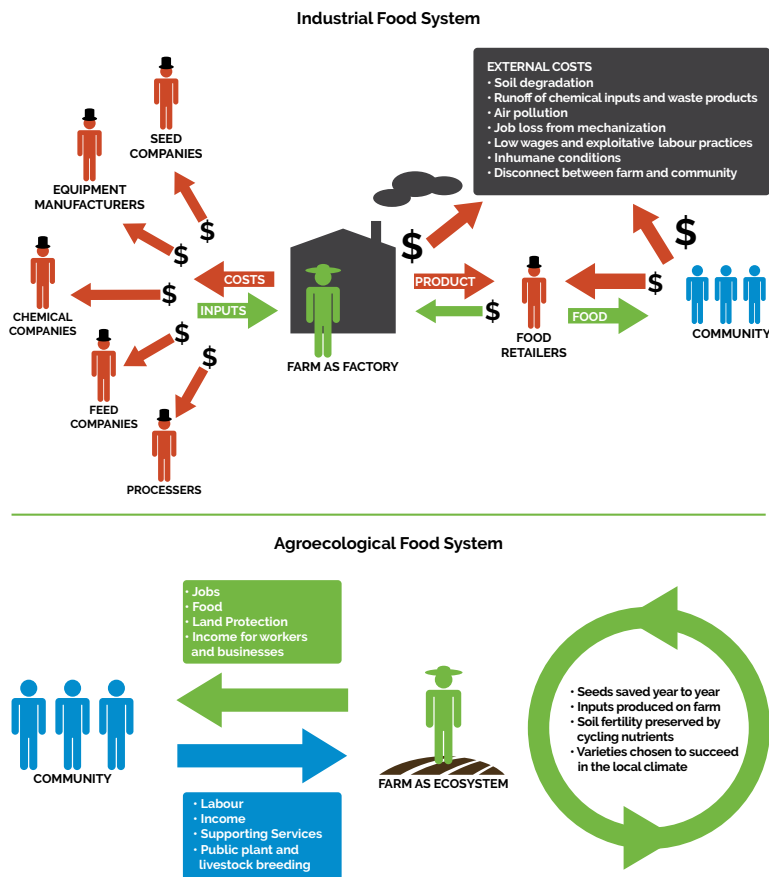 Industrial Food System
EXTERNAL COSTS
• Soil degradation
• Runoff of chemical inputs and waste products
• Air pollution
• Job loss from mechanization
• Low wages and exploitative labour practices
• Inhumane conditions
• Disconnect between farm and community
SEED
COMPANIES
EQUIPMENT
MANUFACTURERS
$
$
$
$
$
CHEMICAL
COMPANIES
FEED
COMPANIES
PROCESSERS
COSTS
INPUTS
FARM AS FACTORY
$
PRODUCT
$
FOOD
RETAILERS
$
$
FOOD
COMMUNITY
Agroecological Food System
• Jobs
• Food
• Land Protection
• Income for workers
and businesses
COMMUNITY
• Labour
• Income
• Supporting Services
• Public plant and
livestock breeding
FARM AS ECOSYSTEM
• Seeds saved year to year
• Inputs produced on farm
• Soil fertility preserved by
cycling nutrients
• Varieties chosen to succeed
in the local climate